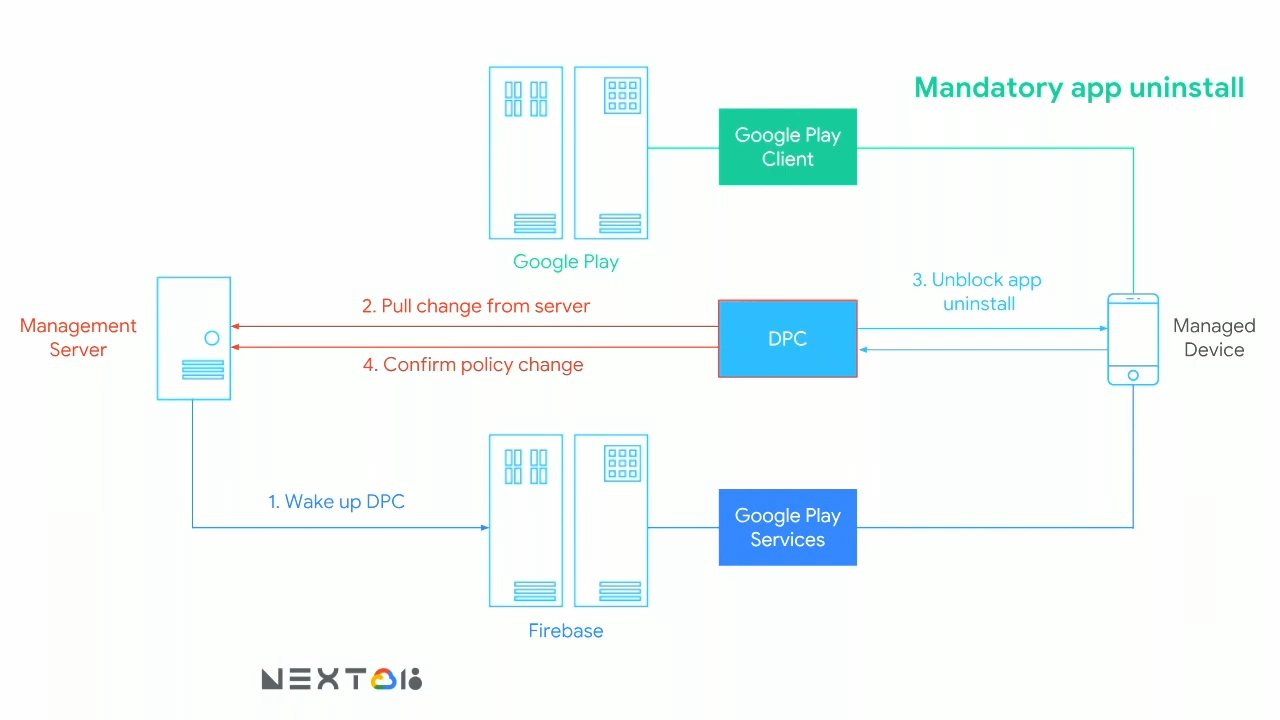 Mandatory app uninstall
Google Play
Client
Google Play
3. Unblock app
uninstall
2. Pull change from server
Management
Server
DPC
Managed
Device
4. Confirm policy change
1. Wake up DPC
Google Play
Services
Firebase
NEXT18